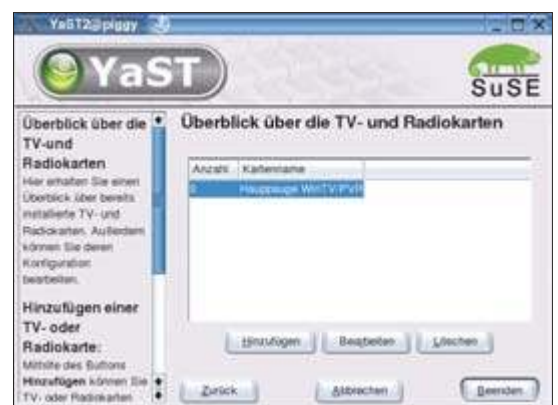 YaST2@piggy
YaST
SuSE
Überblick über die
TV-und
Radiokarten
Hier erhalten Sie einen
Überblick über bereits
installierte TV- und
Radiokarten. Außerdem
können Sie deren
Konfiguration
bearbeiten.
Hinzufügen einer
TV- oder
Radiokarte:
Mithilfe des Buttons
Hinzufügen können Sie
TV- oder Radiokarten
Überblick über die TV- und Radiokarten
Anzahl Kartenname
0 Hauppauge WinTV PVR
Hinzufügen Bearbeiten Löschen
Zurück Abbrechen Beenden